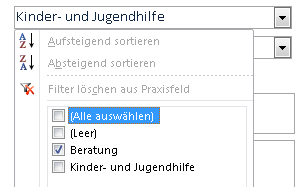 Kinder- und Jugendhilfe
Aufsteigend sortieren
Absteigend sortieren
Filter löschen aus Praxisfeld
(Alle auswählen)
(Leer)
Beratung
Kinder- und Jugendhilfe